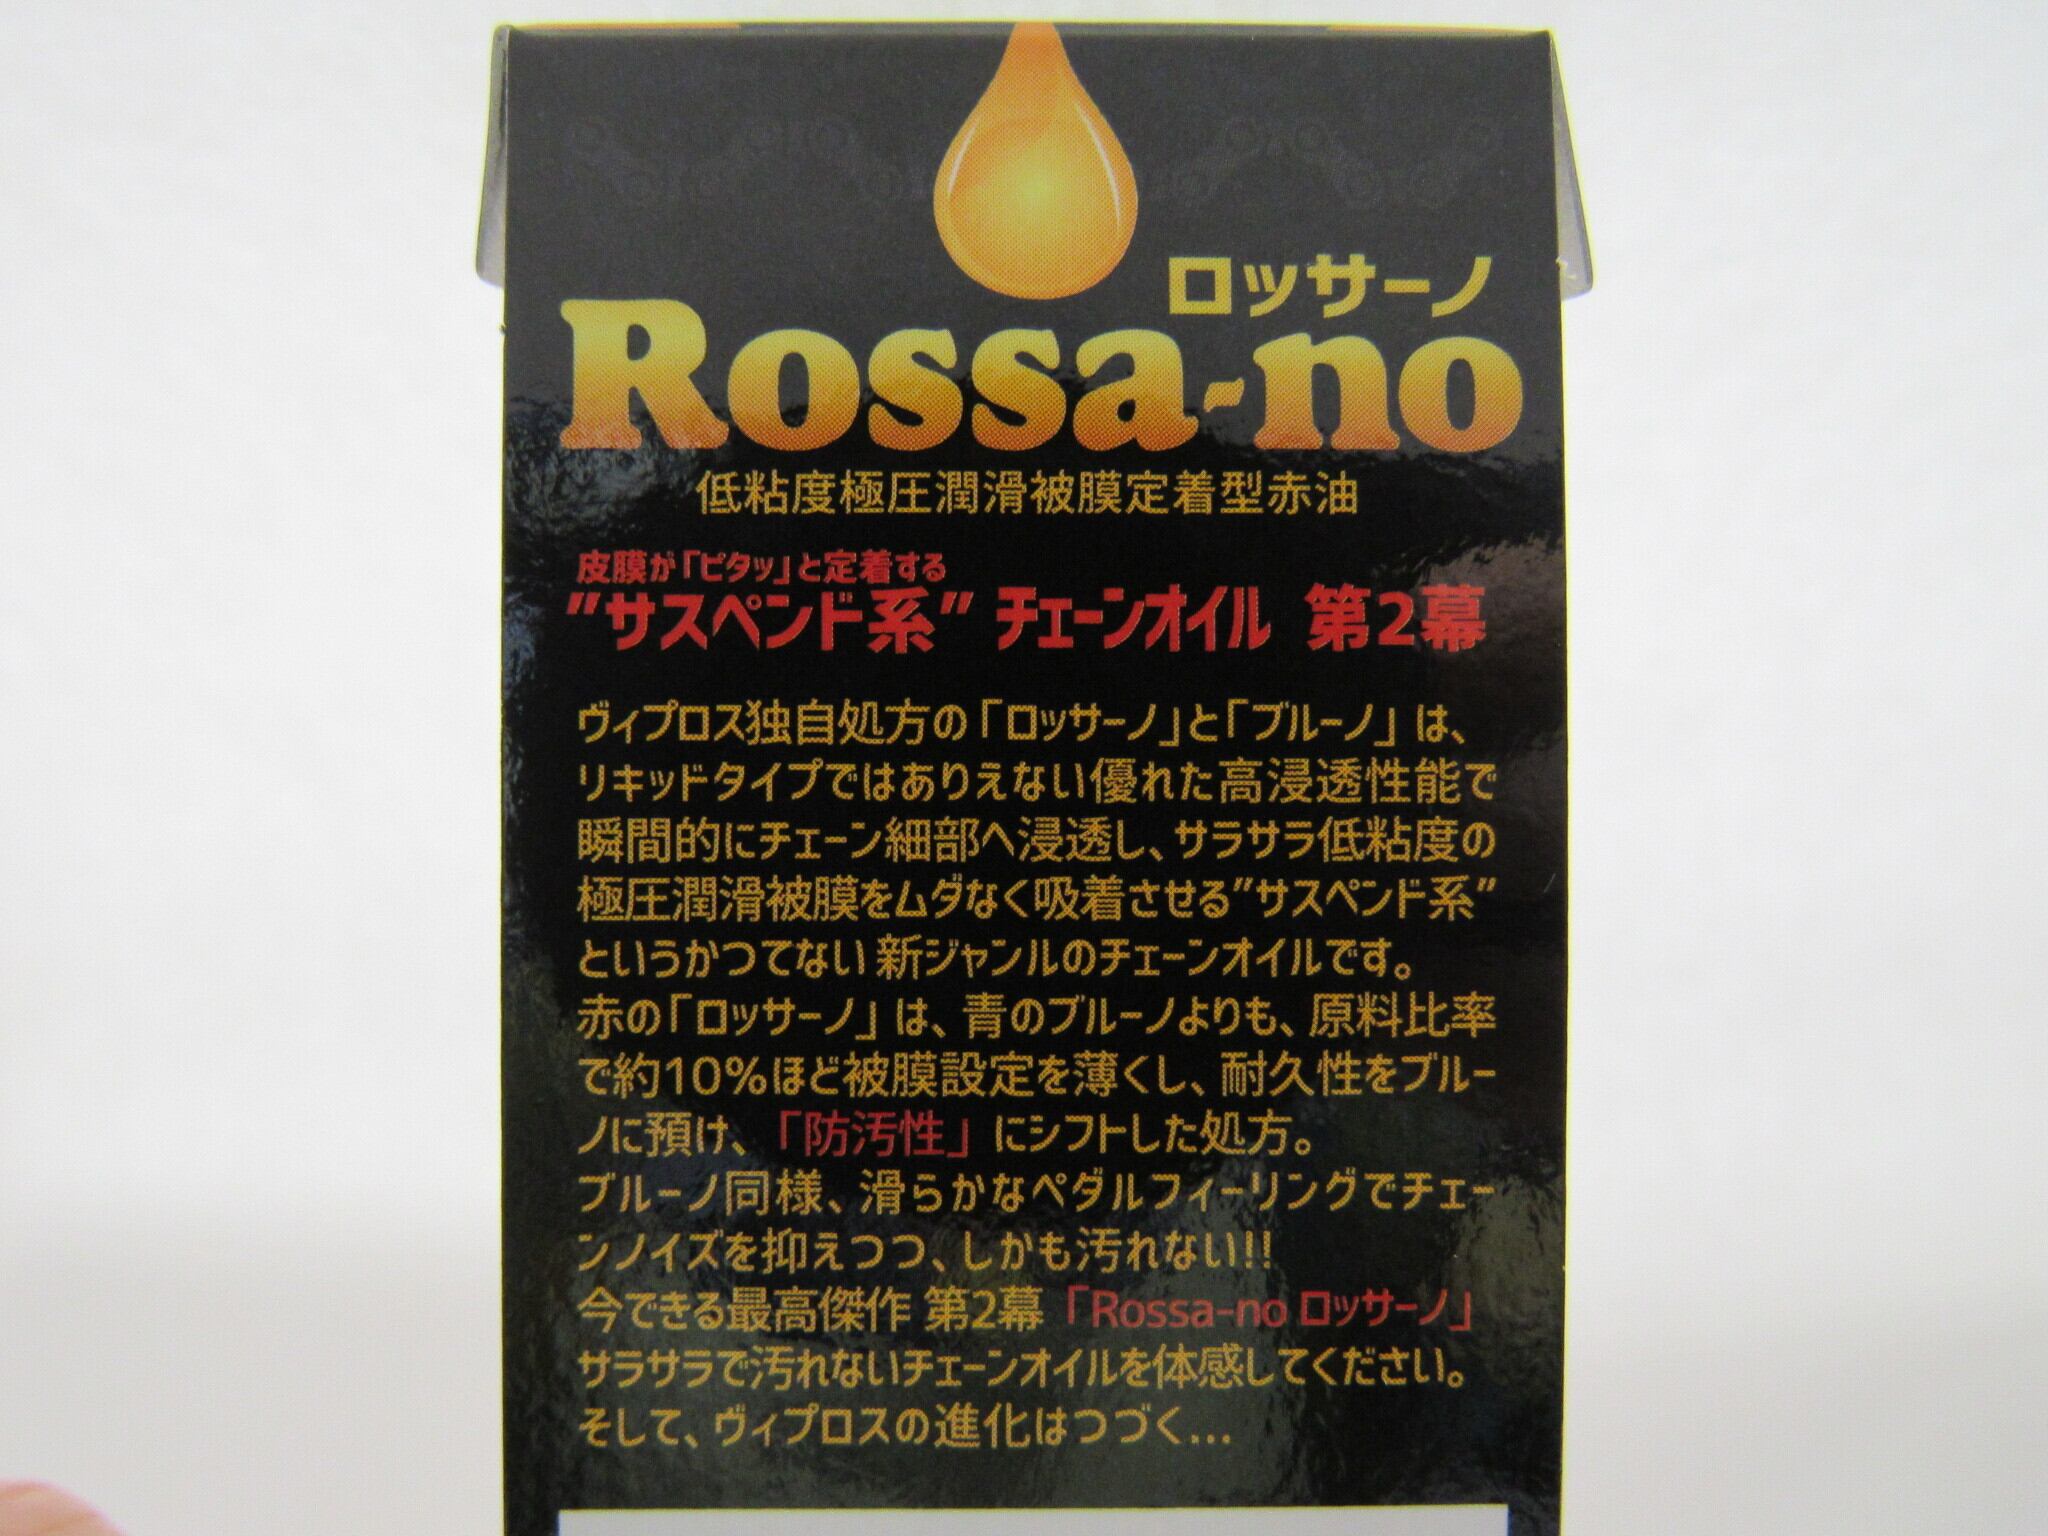 ロッサーノ
Rossa-no
低粘度極圧潤滑被膜定着型赤油
皮膜が「ピタッ」と定着する
"サスペンド系" チェーンオイル 第2幕
ヴィプロス独自処方の「ロッサーノ」と「ブルーノ」は、
リキッドタイプではありえない優れた高浸透性能で
瞬間的にチェーン細部へ浸透し、サラサラ低粘度の
極圧潤滑被膜をムダなく吸着させる"サスペンド系"
というかつてない 新ジャンルのチェーンオイルです。
赤の「ロッサーノ」は、青のブルーノよりも、原料比率
で約10%ほど被膜設定を薄くし、耐久性をブルー
ノに預け、「防汚性」にシフトした処方。
ブルーノ同様、滑らかなペダルフィーリングでチェー
ンノイズを抑えつつ、しかも汚れない!!
今できる最高傑作 第2幕「Rossa-no ロッサーノ」
サラサラで汚れないチェーンオイルを体感してください。
そして、ヴィプロスの進化はつづく...